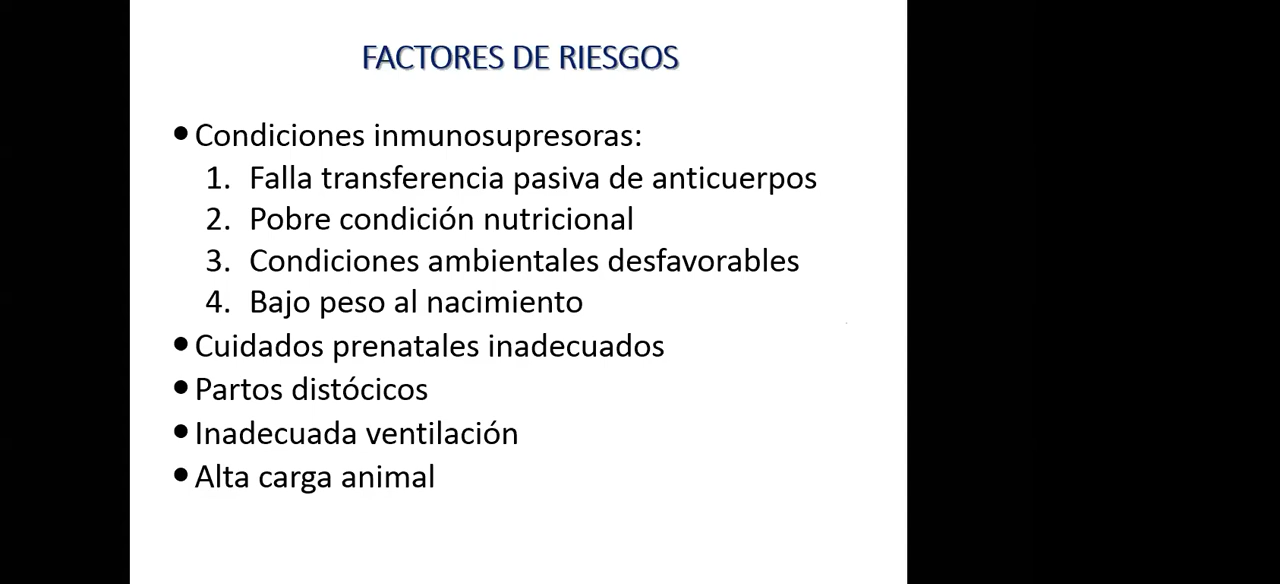 FACTORES DE RIESGOS
• Condiciones inmunosupresoras:
1. Falla transferencia pasiva de anticuerpos
2. Pobre condición nutricional
3. Condiciones ambientales desfavorables
4. Bajo peso al nacimiento
• Cuidados prenatales inadecuados
• Partos distócicos
• Inadecuada ventilación
• Alta carga animal